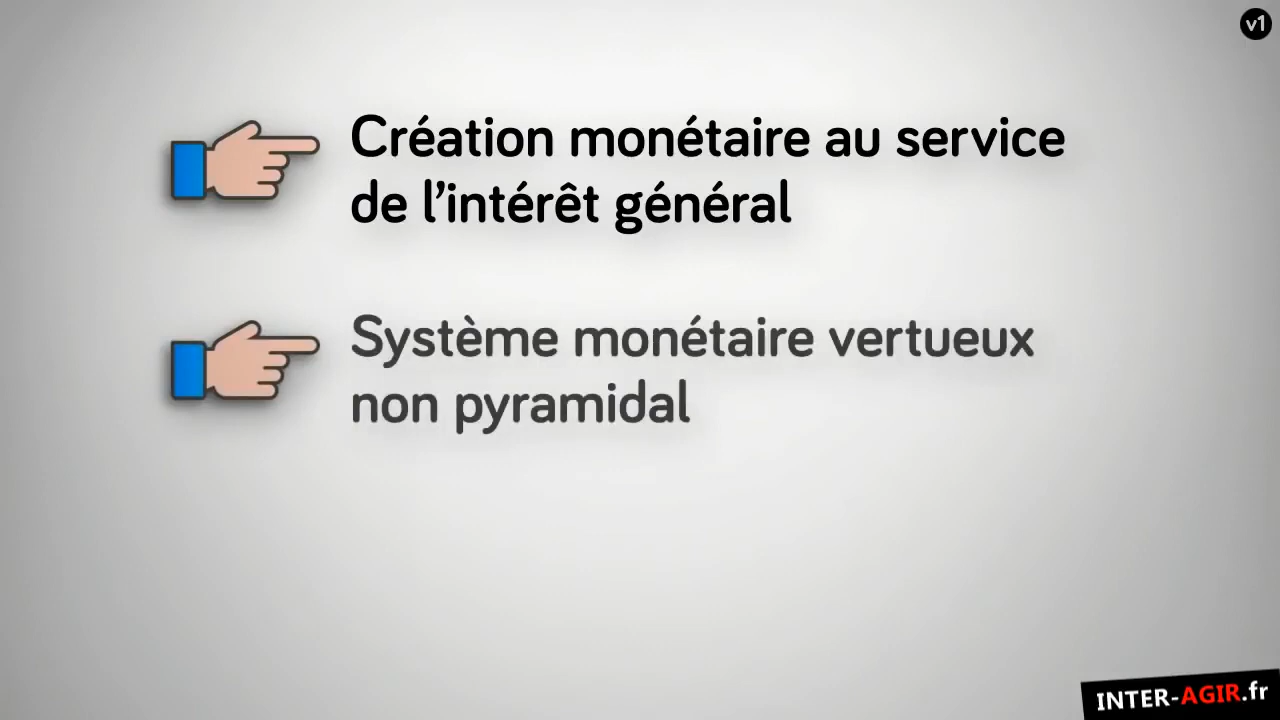 v1
Création monétaire au service
de l’intérêt général
Système monétaire vertueux
non pyramidal
INTER-AGIR.fr